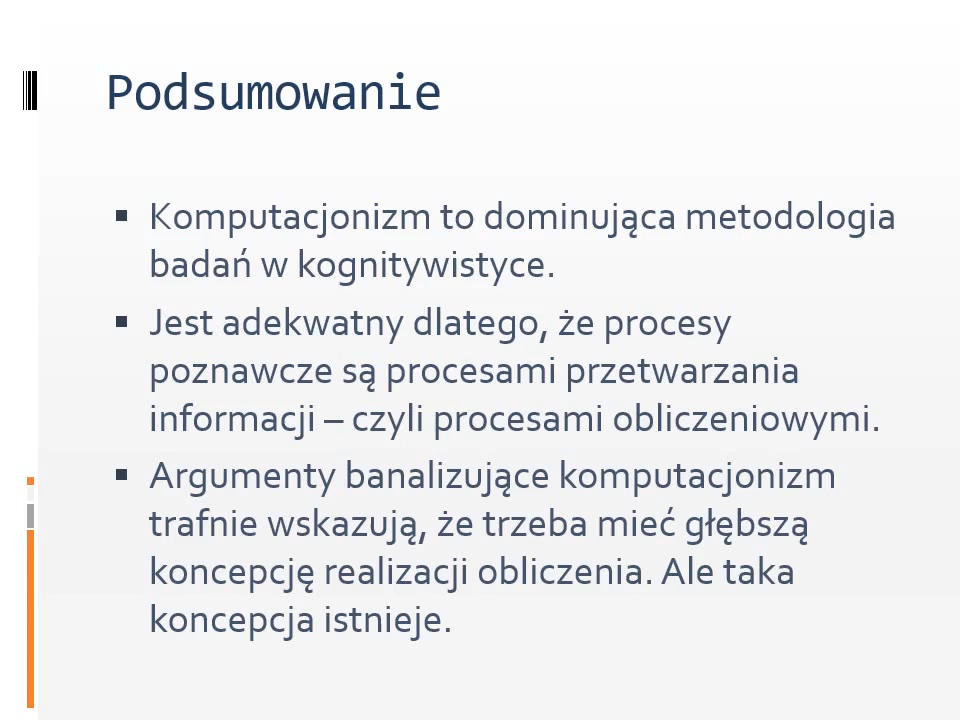 Podsumowanie
▪ Komputacjonizm to dominująca metodologia
badań w kognitywistyce.
▪ Jest adekwatny dlatego, że procesy
poznawcze są procesami przetwarzania
informacji – czyli procesami obliczeniowymi.
▪ Argumenty banalizujące komputacjonizm
trafnie wskazują, że trzeba mieć głębszą
koncepcję realizacji obliczenia. Ale taka
koncepcja istnieje.